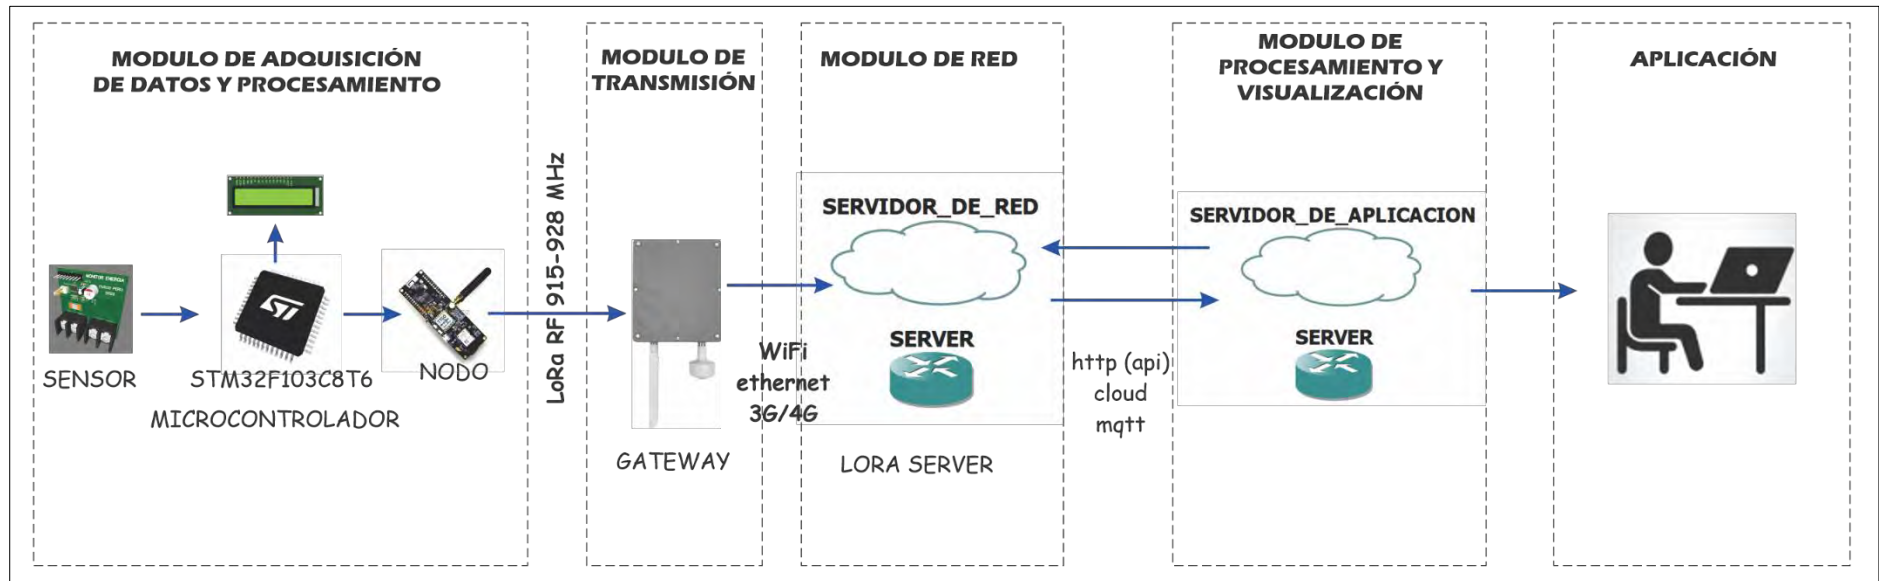 MODULO DE ADQUISICIÓN
DE DATOS Y PROCESAMIENTO
SENSOR
STM32F103C8T6
MICROCONTROLADOR
NODO
LoRa RF 915-928 MHz
MODULO DE
TRANSMISIÓN
GATEWAY
WiFi
ethernet
3G/4G
MODULO DE RED
SERVIDOR_DE_RED
SERVER
LORA SERVER
http (api)
cloud
mqtt
MODULO DE
PROCESAMIENTO Y
VISUALIZACIÓN
SERVIDOR_DE_APLICACION
SERVER
APLICACIÓN